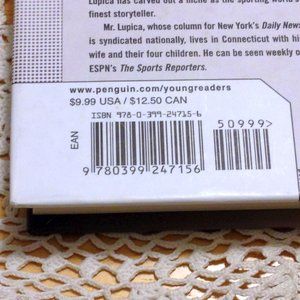 Lupica has carved out a niche as the sporting world's
finest storyteller.
Mr. Lupica, whose column for New York's Daily News
is syndicated nationally, lives in Connecticut with his
wife and their four children. He can be seen weekly o
ESPN's The Sports Reporters.
www.penguin.com/youngreaders
$9.99 USA / $12.50 CAN
ISBN 978-0-399-24715-6
50999>
EAN
9 780399 247156